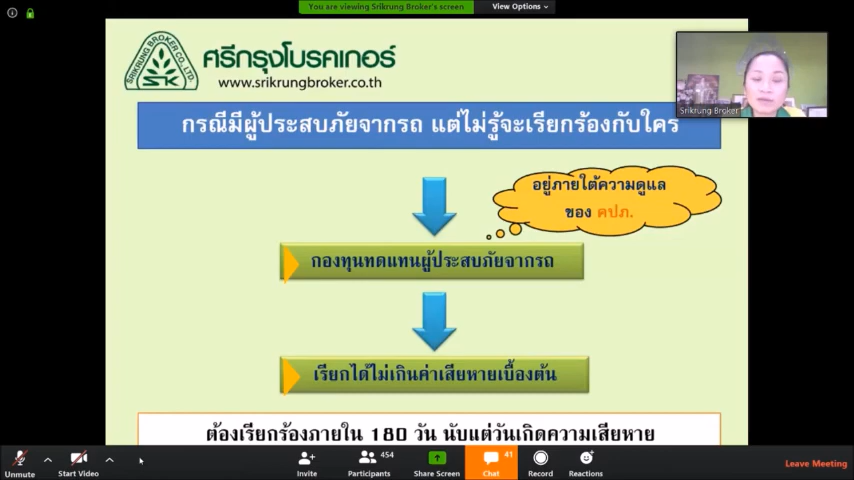 You are viewing Srikrung Broker's screen
View Options
SRIKRUNG BROKER CO.,LTD.
SK
ศรีกรุงโบรคเกอร์
www.srikrungbroker.co.th
Srikrung Broker
กรณีมีผู้ประสบภัยจากรถ แต่ไม่รู้จะเรียกร้องกับใคร
อยู่ภายใต้ความดูแล
ของ คปภ.
กองทุนทดแทนผู้ประสบภัยจากรถ
เรียกได้ไม่เกินค่าเสียหายเบื้องต้น
ต้องเรียกร้องภายใน 180 วัน นับแต่วันเกิดความเสียหาย
Unmute
Start Video
Invite
454
Participants
Share Screen
41
Chat
Record
Reactions
Leave Meeting